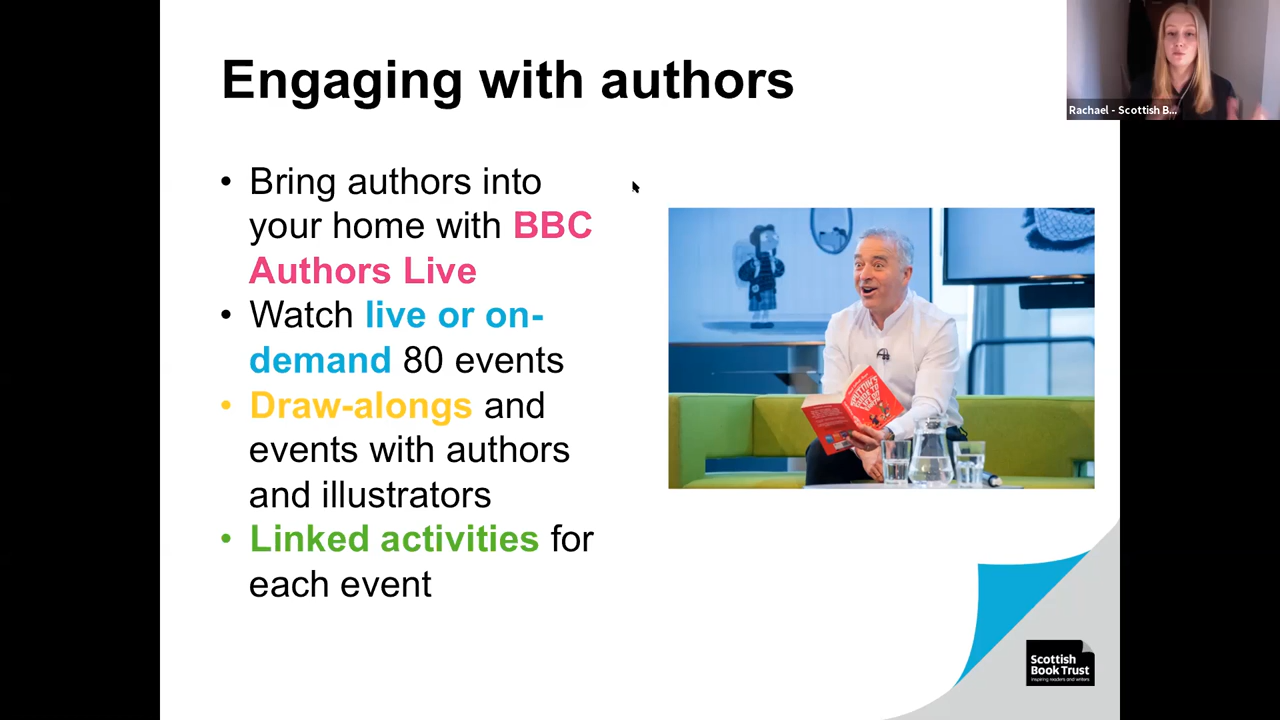 Engaging with authors
Rachael - Scottish B...
• Bring authors into
your home with BBC
Authors Live
• Watch live or on-
demand 80 events
• Draw-alongs and
events with authors
and illustrators
• Linked activities for
each event
Scottish
Book Trust
inspiring readers and writers